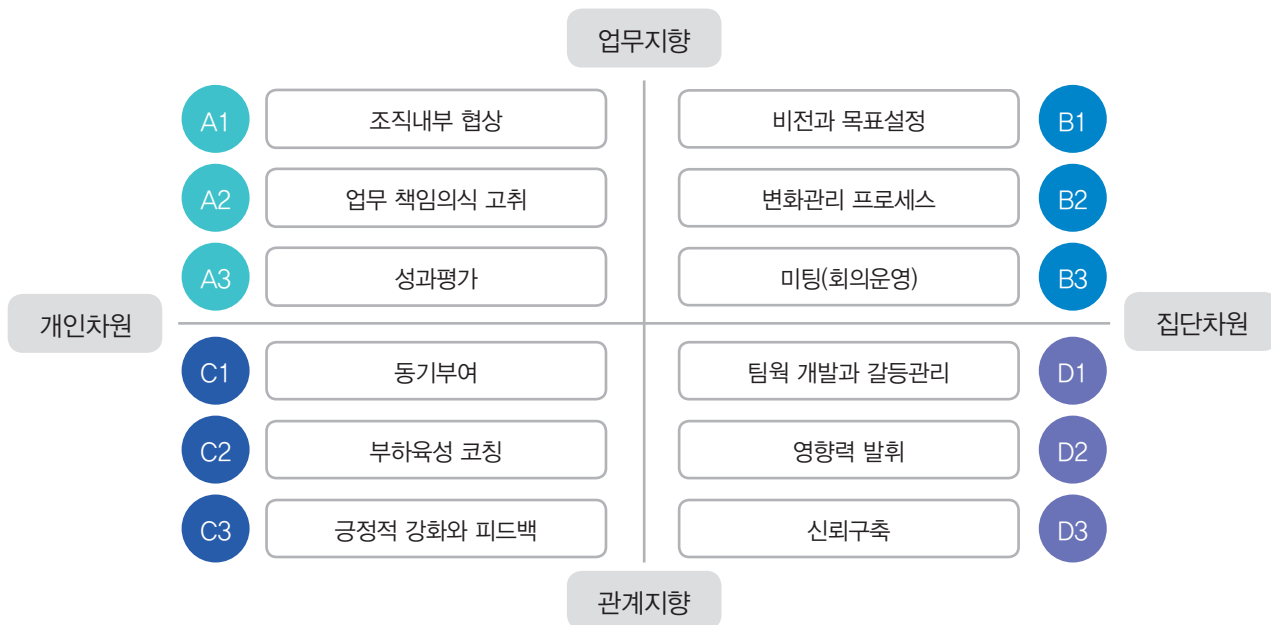 업무지향
A1 조직내부 협상 비전과 목표설정 B1
A2 업무 책임의식 고취 변화관리 프로세스 B2
A3 성과평가 미팅(회의운영) B3
개인차원 집단차원
C1 동기부여 팀웍 개발과 갈등관리 D1
C2 부하육성 코칭 영향력 발휘 D2
C3 긍정적 강화와 피드백 신뢰구축 D3
관계지향